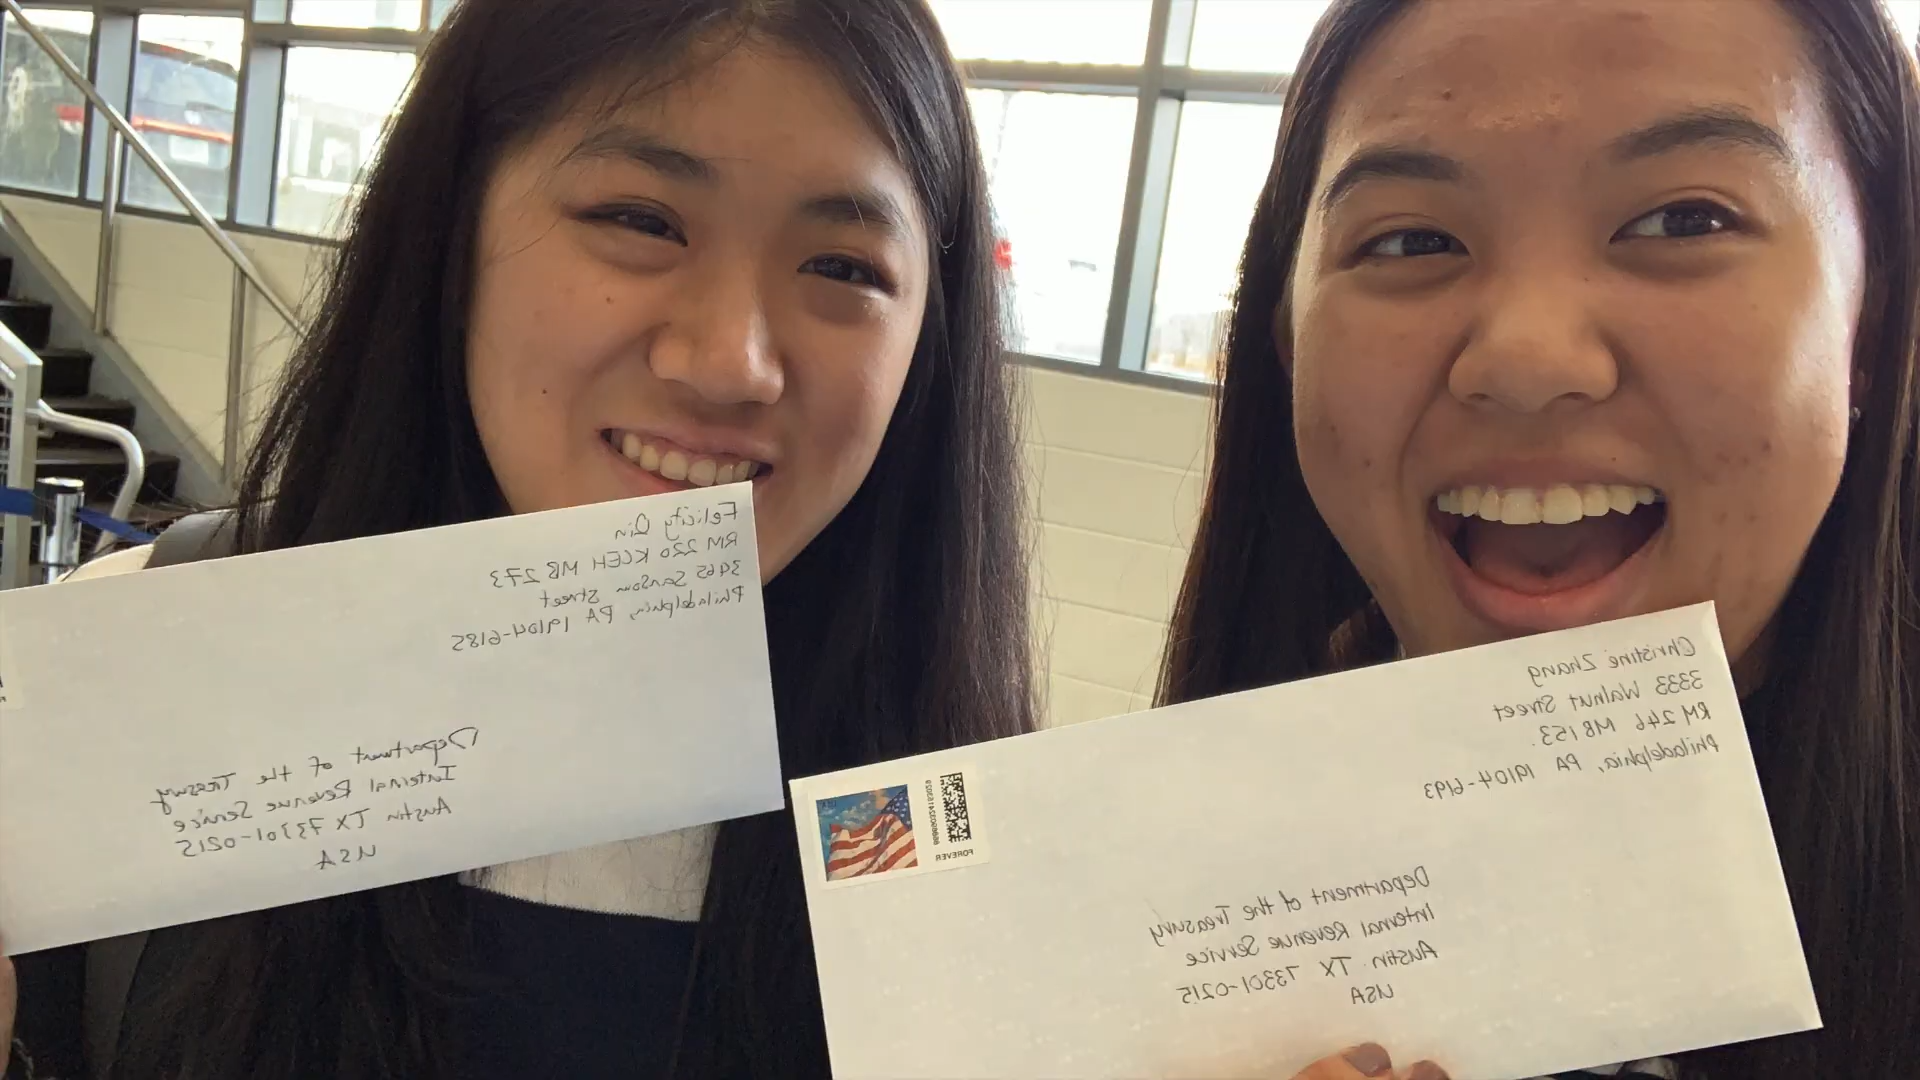 Felicity Qin
RM 220 KCEH MB 273
3465 Sansom Street
Philadelphia, PA 19104-6185
Department of the Treasury
Internal Revenue Service
Austin TX 73301-0215
USA
Christine Zhang
3333 Walnut Street
RM 246 MB 153.
Philadelphia, PA 19104-6193
USA
FOREVER
Department of the Treasury
Internal Revenue Service
Austin TX 73301-0215
USA